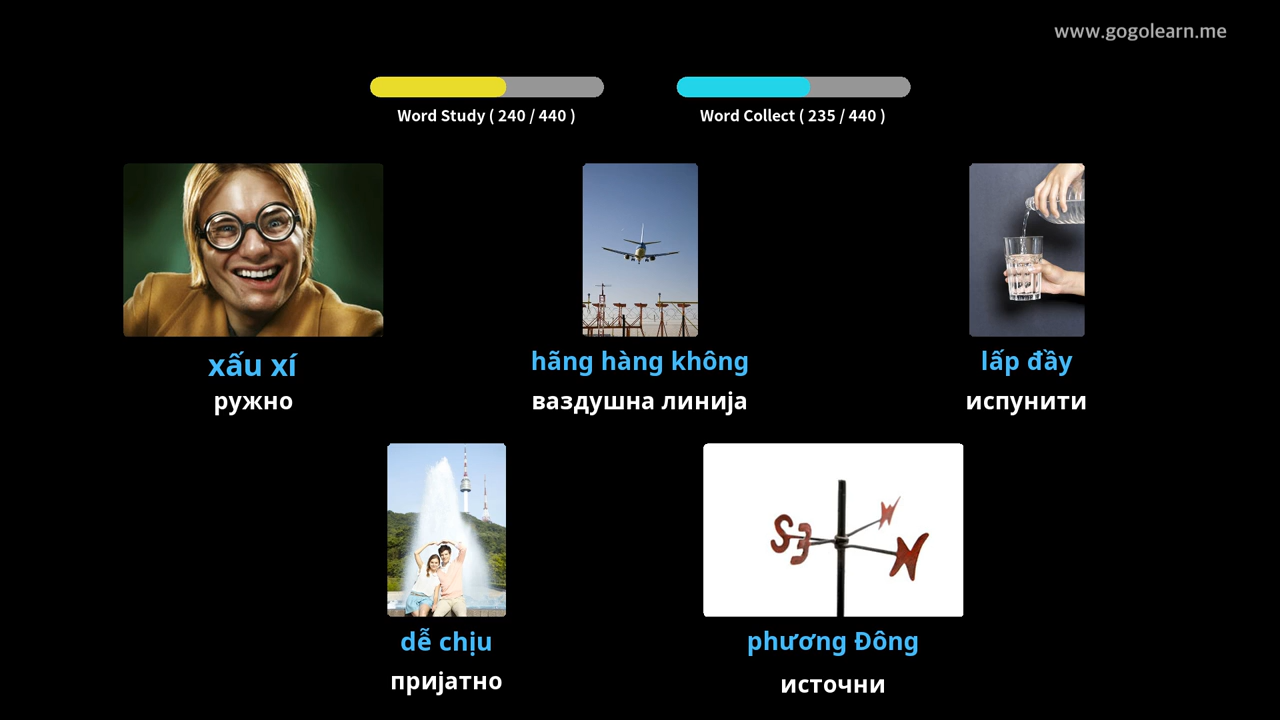 www.gogolearn.me
Word Study ( 240 / 440 )
Word Collect ( 235 / 440 )
xấu xí
ружно
hãng hàng không
ваздушна линија
lấp đầy
испунити
dễ chịu
пријатно
phương Đông
источни